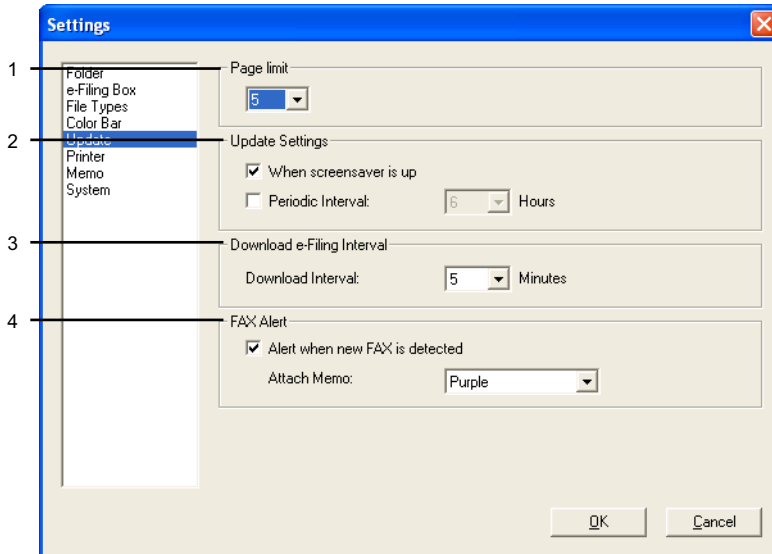 Settings
1
Folder
e-Filing Box
File Types
Color Bar
Update
Printer
Memo
System
Page limit
5
2
Update Settings
When screensaver is up
Periodic Interval: 6 Hours
3
Download e-Filing Interval
Download Interval: 5 Minutes
4
FAX Alert
Alert when new FAX is detected
Attach Memo: Purple
OK Cancel